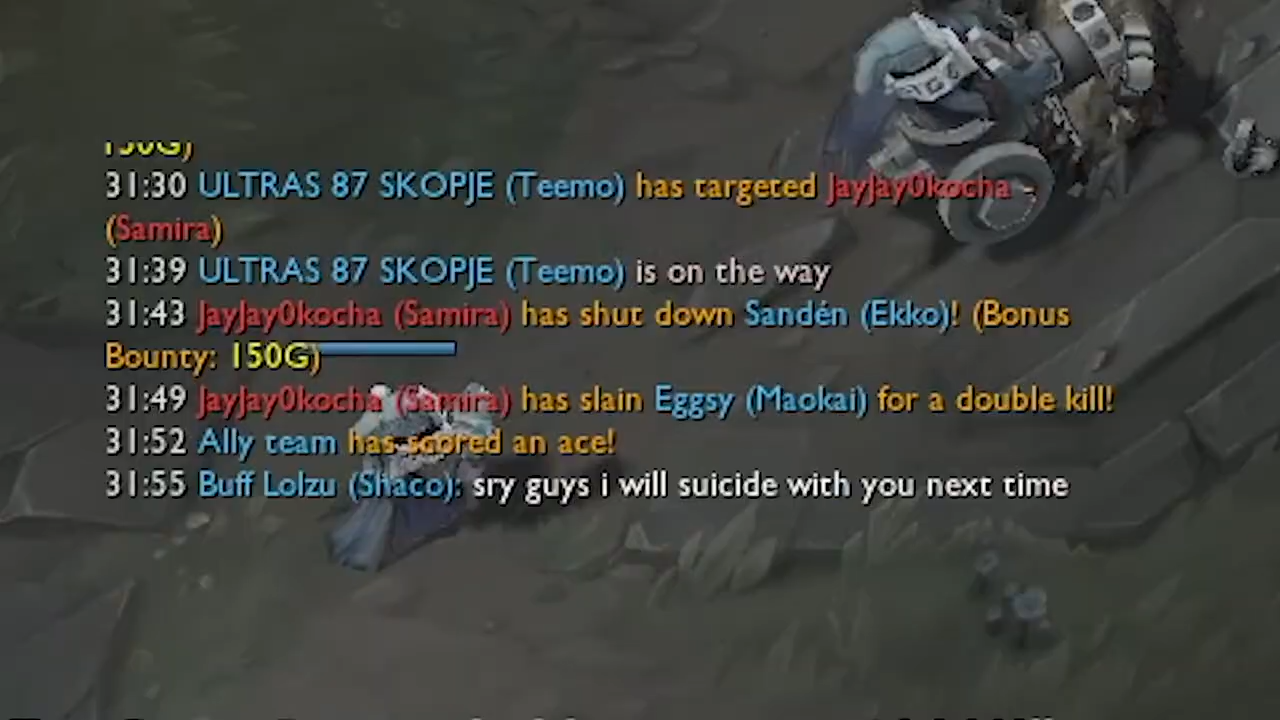 150G)
31:30 ULTRAS 87 SKOPJE (Teemo) has targeted JayJay0kocha -
(Samira)
31:39 ULTRAS 87 SKOPJE (Teemo) is on the way
31:43 JayJay0kocha (Samira) has shut down Sandén (Ekko)! (Bonus
Bounty: 150G)
31:49 JayJay0kocha (Samira) has slain Eggsy (Maokai) for a double kill!
31:52 Ally team has scored an ace!
31:55 Buff Lolzu (Shaco): sry guys i will suicide with you next time